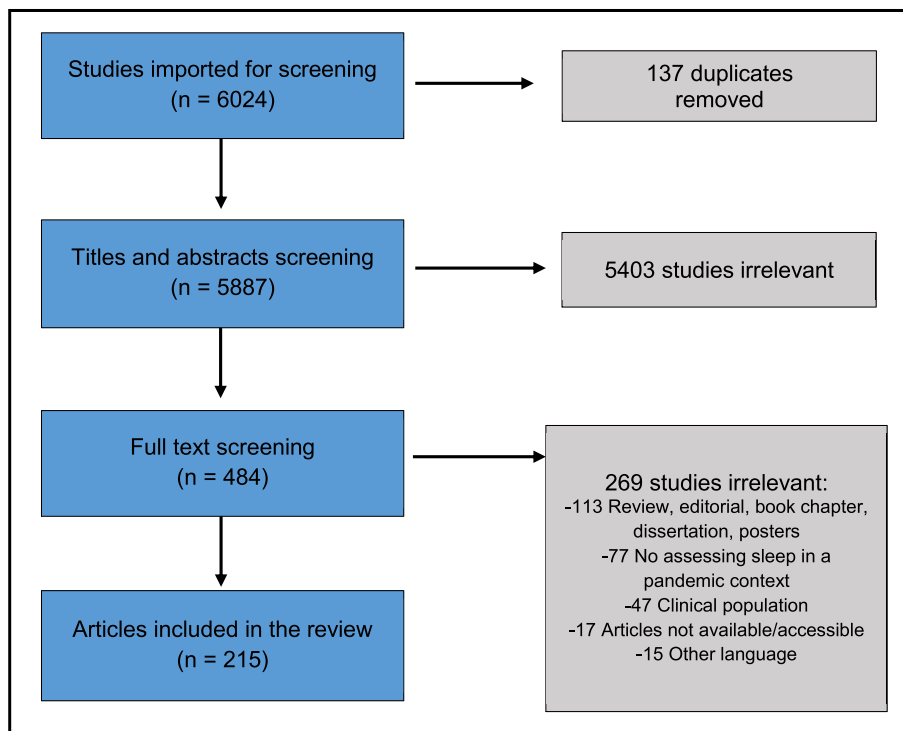 Studies imported for screening
(n = 6024)
137 duplicates
removed
Titles and abstracts screening
(n = 5887)
5403 studies irrelevant
Full text screening
(n = 484)
269 studies irrelevant:
-113 Review, editorial, book chapter,
dissertation, posters
-77 No assessing sleep in a
pandemic context
-47 Clinical population
-17 Articles not available/accessible
-15 Other language
Articles included in the review
(n = 215)